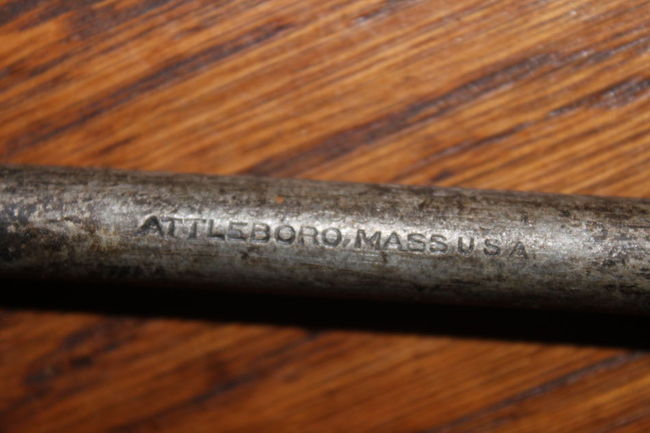 ATTLEBORO, MASS U S A